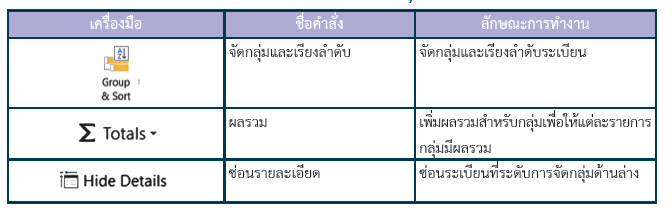 เครื่องมือ ชื่อคำสั่ง ลักษณะการทำงาน
Group & Sort จัดกลุ่มและเรียงลำดับ จัดกลุ่มและเรียงลำดับระเบียน
Σ Totals ผลรวม เพิ่มผลรวมสำหรับกลุ่มเพื่อให้แต่ละรายการ
กลุ่มมีผลรวม
Hide Details ซ่อนรายละเอียด ซ่อนระเบียนที่ระดับการจัดกลุ่มด้านล่าง